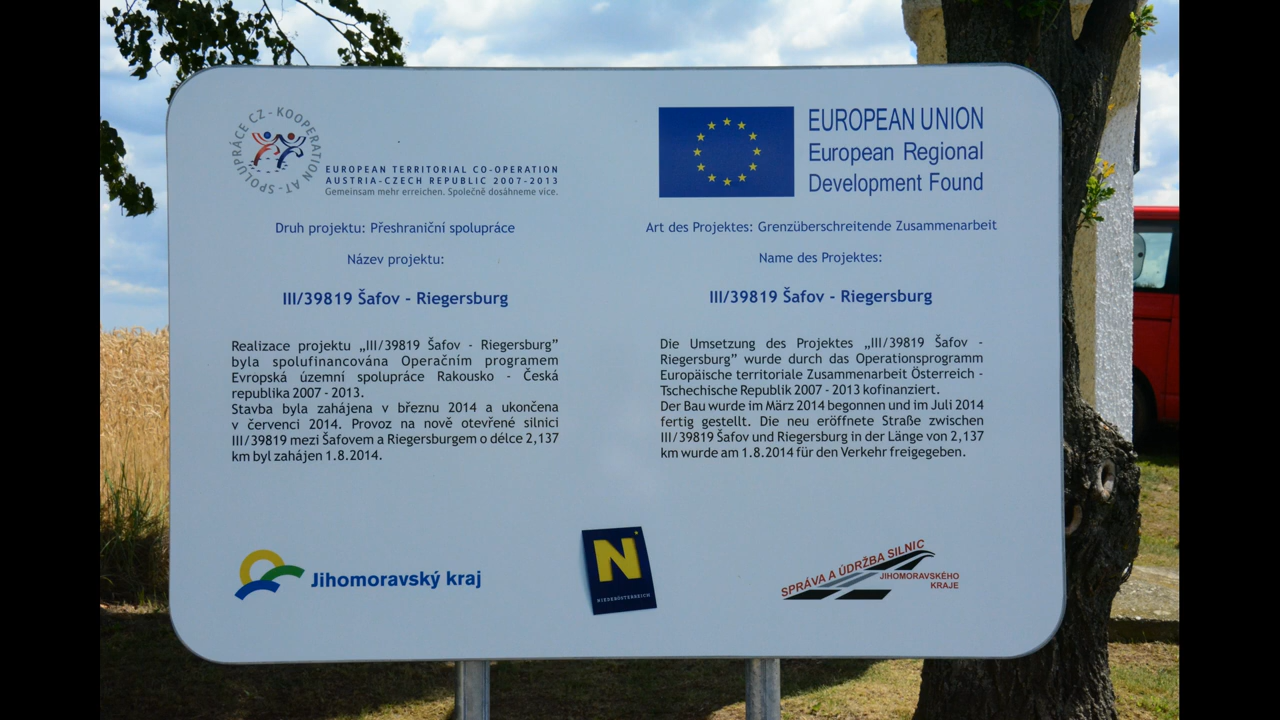 SPOLUPRÁCE CZ - KOOPERATION AT -
EUROPEAN TERRITORIAL CO-OPERATION
AUSTRIA-CZECH REPUBLIC 2007-2013
Gemeinsam mehr erreichen. Společně dosáhneme více.
Druh projektu: Přeshraniční spolupráce
Název projektu:
III/39819 Šafov - Riegersburg
Realizace projektu „III/39819 Šafov - Riegersburg”
byla spolufinancována Operačním programem
Evropská územní spolupráce Rakousko - Česká
republika 2007 - 2013.
Stavba byla zahájena v březnu 2014 a ukončena
v červenci 2014. Provoz na nově otevřené silnici
III/39819 mezi Šafovem a Riegersburgem o délce 2,137
km byl zahájen 1.8.2014.
EUROPEAN UNION
European Regional
Development Found
Art des Projektes: Grenzüberschreitende Zusammenarbeit
Name des Projektes:
III/39819 Šafov - Riegersburg
Die Umsetzung des Projektes „III/39819 Šafov -
Riegersburg” wurde durch das Operationsprogramm
Europäische territoriale Zusammenarbeit Österreich -
Tschechische Republik 2007 - 2013 kofinanziert.
Der Bau wurde im März 2014 begonnen und im Juli 2014
fertig gestellt. Die neu eröffnete Straße zwischen
III/39819 Šafov und Riegersburg in der Länge von 2,137
km wurde am 1.8.2014 für den Verkehr freigegeben.
Jihomoravský kraj
N
NIEDERÖSTERREICH
SPRÁVA A ÚDRŽBA SILNIC
JIHOMORAVSKÉHO
KRAJE